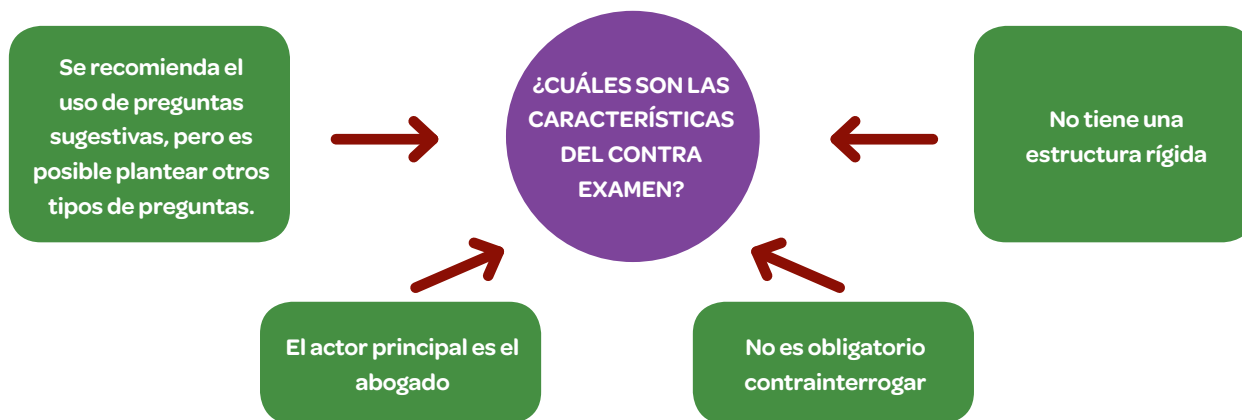 Se recomienda el
uso de preguntas
sugestivas, pero es
posible plantear otros
tipos de preguntas.
¿CUÁLES SON LAS
CARACTERÍSTICAS
DEL CONTRA
EXAMEN?
No tiene una
estructura rígida
El actor principal es el
abogado
No es obligatorio
contrainterrogar